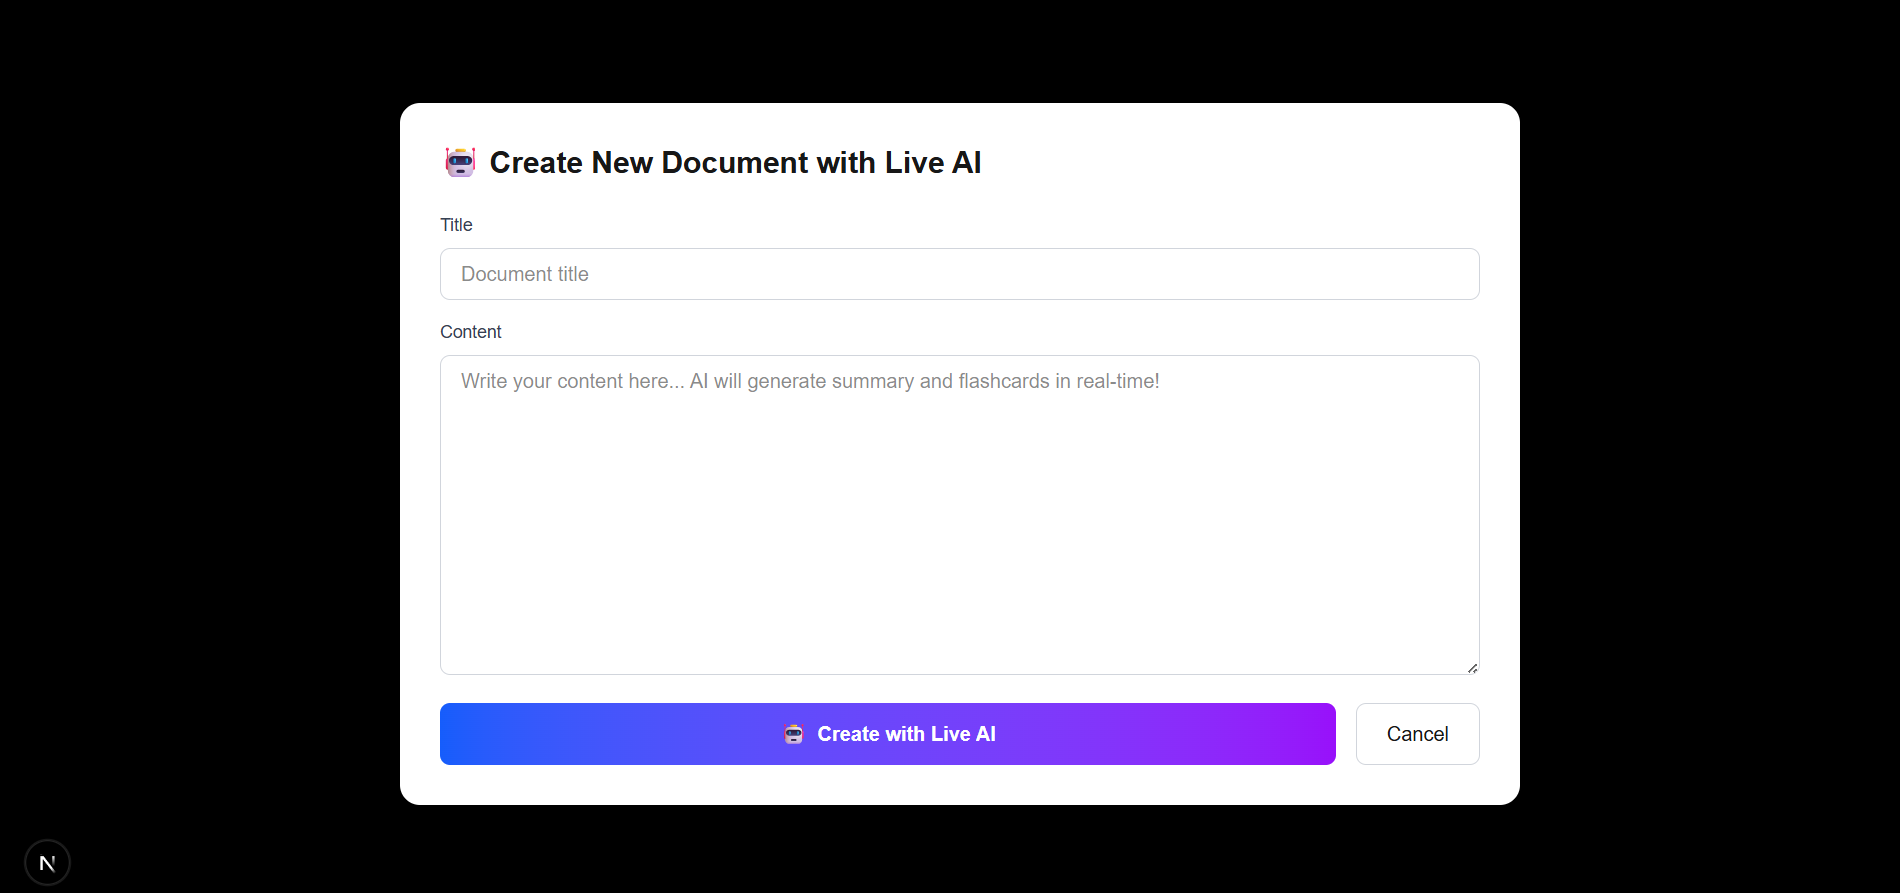 Create New Document with Live AI
Title
Document title
Content
Write your content here... AI will generate summary and flashcards in real-time!
Create with Live AI
Cancel
N